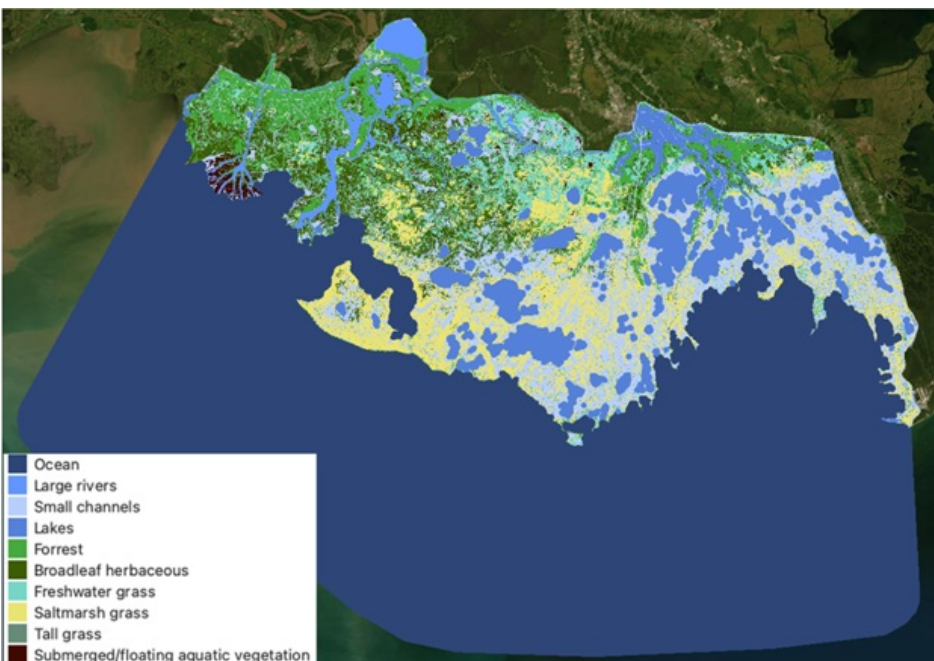 Ocean
Large rivers
Small channels
Lakes
Forrest
Broadleaf herbaceous
Freshwater grass
Saltmarsh grass
Tall grass
Submerged/floating aquatic vegetation